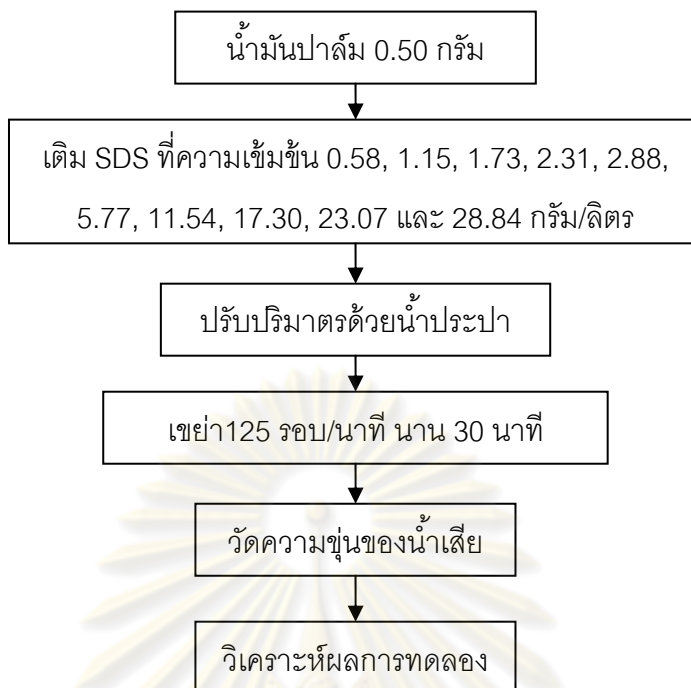 น้ำมันปาล์ม 0.50 กรัม
เติม SDS ที่ความเข้มข้น 0.58, 1.15, 1.73, 2.31, 2.88,
5.77, 11.54, 17.30, 23.07 และ 28.84 กรัม/ลิตร
ปรับปริมาตรด้วยน้ำประปา
เขย่า125 รอบ/นาที นาน 30 นาที
วัดความขุ่นของน้ำเสีย
วิเคราะห์ผลการทดลอง